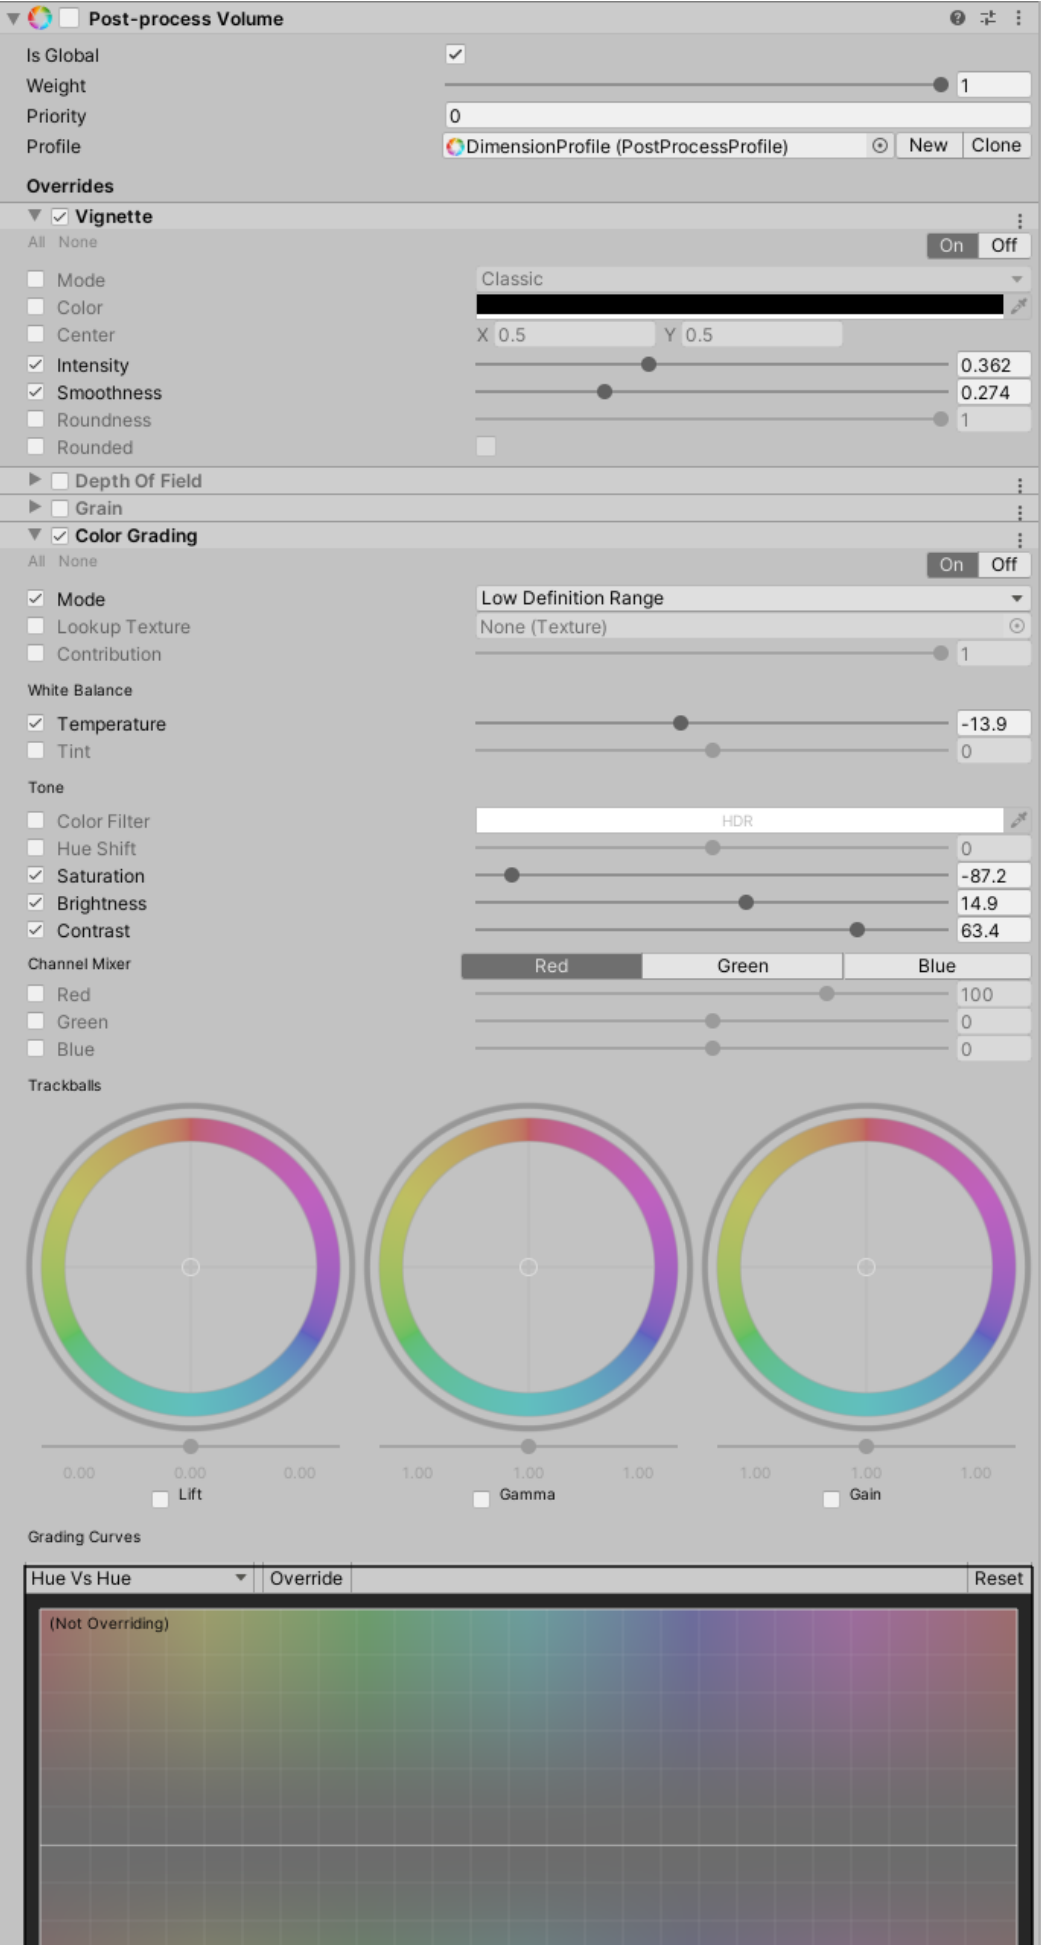 Post-process Volume
Is Global
Weight 1
Priority 0
Profile DimensionProfile (PostProcessProfile) New Clone
Overrides
Vignette
All None On Off
Mode Classic
Color
Center X 0.5 Y 0.5
Intensity 0.362
Smoothness 0.274
Roundness 1
Rounded
Depth Of Field
Grain
Color Grading
All None On Off
Mode Low Definition Range
Lookup Texture None (Texture)
Contribution 1
White Balance
Temperature -13.9
Tint 0
Tone
Color Filter HDR
Hue Shift 0
Saturation -87.2
Brightness 14.9
Contrast 63.4
Channel Mixer Red Green Blue
Red 100
Green 0
Blue 0
Trackballs
0.00 0.00 0.00 1.00 1.00 1.00 1.00 1.00 1.00
Lift Gamma Gain
Grading Curves
Hue Vs Hue Override Reset
(Not Overriding)